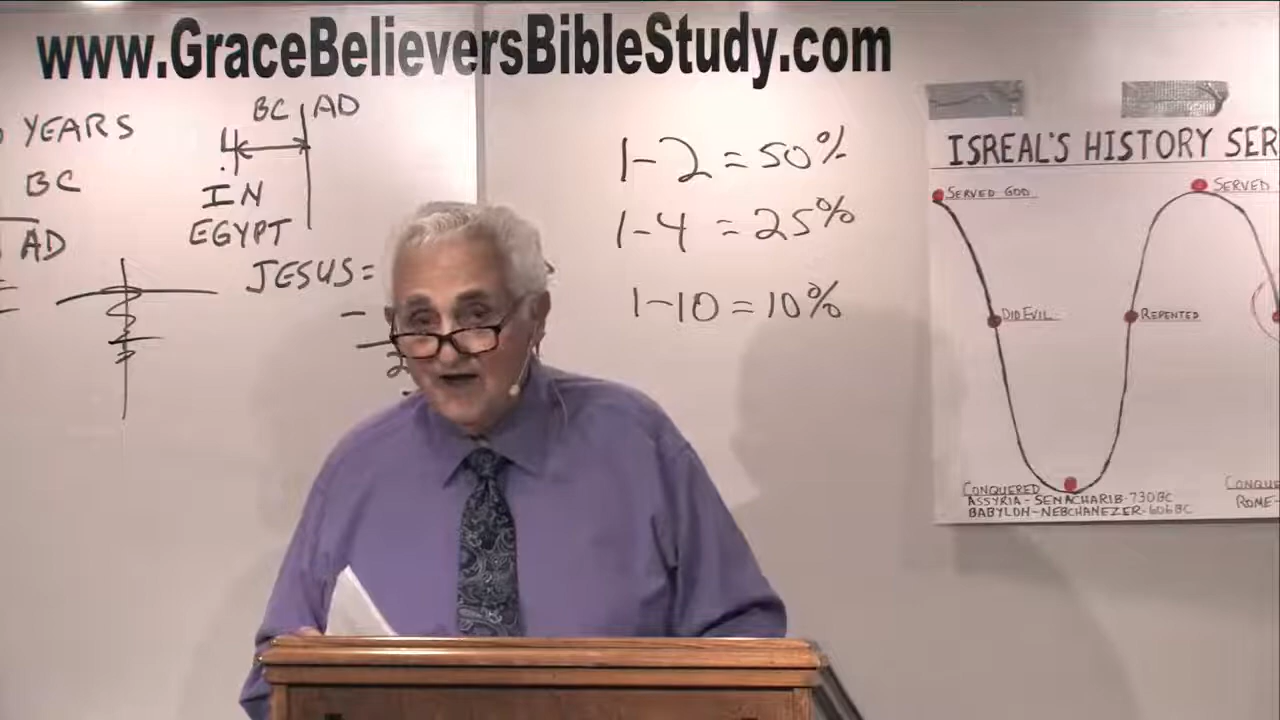 www.GraceBelieversBibleStudy.com
YEARS
BC
AD
BC AD
4
IN
EGYPT
JESUS=
1-2=50%
1-4=25%
1-10=10%
ISREAL'S HISTORY SER
SERVED GOD
SERVED
DID EVIL
REPENTED
CONQUERED
ASSYRIA-SENACHARIB-730BC
BABYLON-NEBCHANEZER-606BC
CONQUE
ROME-